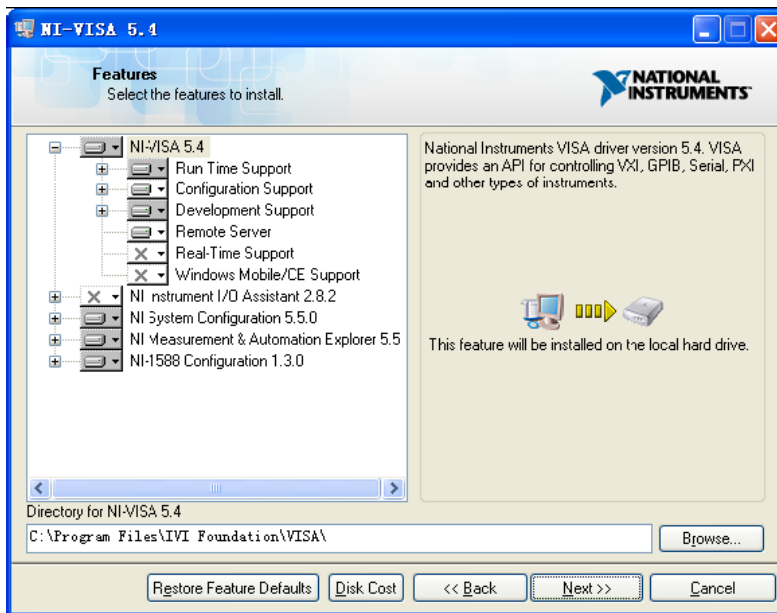 NI-VISA 5.4
Features
Select the features to install.
NATIONAL
INSTRUMENTS™
NI-VISA 5.4
Run Time Support
Configuration Support
Development Support
Remote Server
Real-Time Support
Windows Mobile/CE Support
NI Instrument I/O Assistant 2.8.2
NI System Configuration 5.5.0
NI Measurement & Automation Explorer 5.5
NI-1588 Configuration 1.3.0
National Instruments VISA driver version 5.4. VISA
provides an API for controlling VXI, GPIB, Serial, PXI
and other types of instruments.
This feature will be installed on the local hard drive.
Directory for NI-VISA 5.4
C:\Program Files\IVI Foundation\VISA\
Browse...
Restore Feature Defaults
Disk Cost
<< Back
Next >>
Cancel